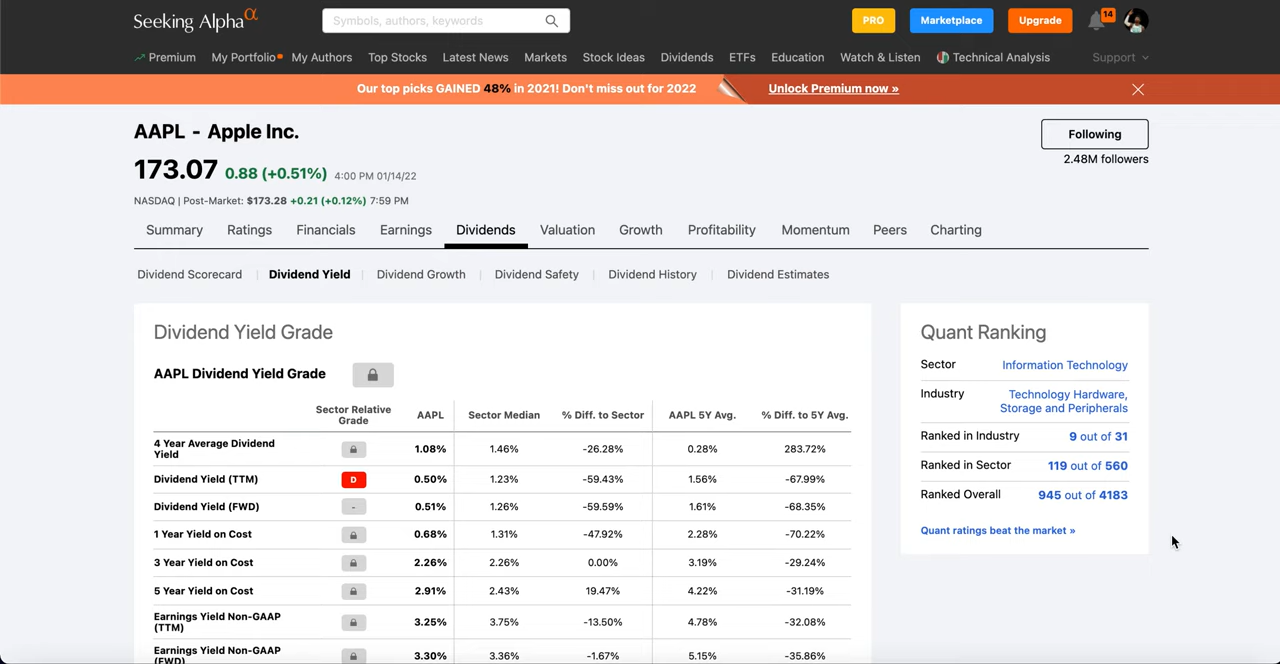 Seeking Alpha α
Symbols, authors, keywords
PRO Marketplace Upgrade 14
Premium My Portfolio My Authors Top Stocks Latest News Markets Stock Ideas Dividends ETFs Education Watch & Listen Technical Analysis Support
Our top picks GAINED 48% in 2021! Don't miss out for 2022 Unlock Premium now »
AAPL - Apple Inc.
Following
173.07 0.88 (+0.51%) 4:00 PM 01/14/22
2.48M followers
NASDAQ | Post-Market: $173.28 +0.21 (+0.12%) 7:59 PM
Summary Ratings Financials Earnings Dividends Valuation Growth Profitability Momentum Peers Charting
Dividend Scorecard Dividend Yield Dividend Growth Dividend Safety Dividend History Dividend Estimates
Dividend Yield Grade
AAPL Dividend Yield Grade
Sector Relative
Grade AAPL Sector Median % Diff. to Sector AAPL 5Y Avg. % Diff. to 5Y Avg.
4 Year Average Dividend
Yield 1.08% 1.46% -26.28% 0.28% 283.72%
Dividend Yield (TTM) D 0.50% 1.23% -59.43% 1.56% -67.99%
Dividend Yield (FWD) - 0.51% 1.26% -59.59% 1.61% -68.35%
1 Year Yield on Cost 0.68% 1.31% -47.92% 2.28% -70.22%
3 Year Yield on Cost 2.26% 2.26% 0.00% 3.19% -29.24%
5 Year Yield on Cost 2.91% 2.43% 19.47% 4.22% -31.19%
Earnings Yield Non-GAAP
(TTM) 3.25% 3.75% -13.50% 4.78% -32.08%
Earnings Yield Non-GAAP
(FWD) 3.30% 3.36% -1.67% 5.15% -35.86%
Quant Ranking
Sector Information Technology
Industry Technology Hardware,
Storage and Peripherals
Ranked in Industry 9 out of 31
Ranked in Sector 119 out of 560
Ranked Overall 945 out of 4183
Quant ratings beat the market »